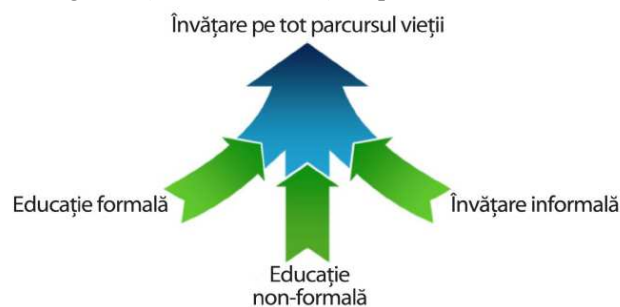 Învățare pe tot parcursul vieții
Educație formală
Învățare informală
Educație
non-formală